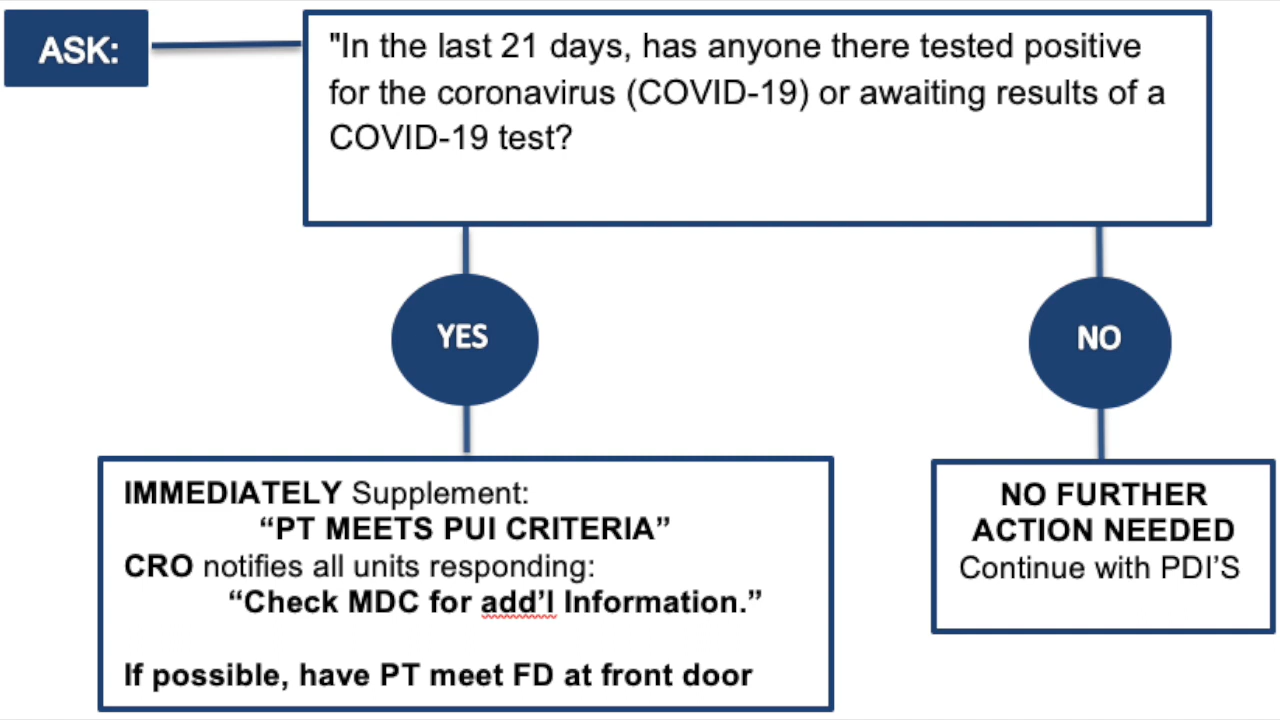 ASK:
"In the last 21 days, has anyone there tested positive
for the coronavirus (COVID-19) or awaiting results of a
COVID-19 test?
YES
NO
IMMEDIATELY Supplement:
“PT MEETS PUI CRITERIA”
CRO notifies all units responding:
“Check MDC for add’l Information.”
If possible, have PT meet FD at front door
NO FURTHER
ACTION NEEDED
Continue with PDI’S